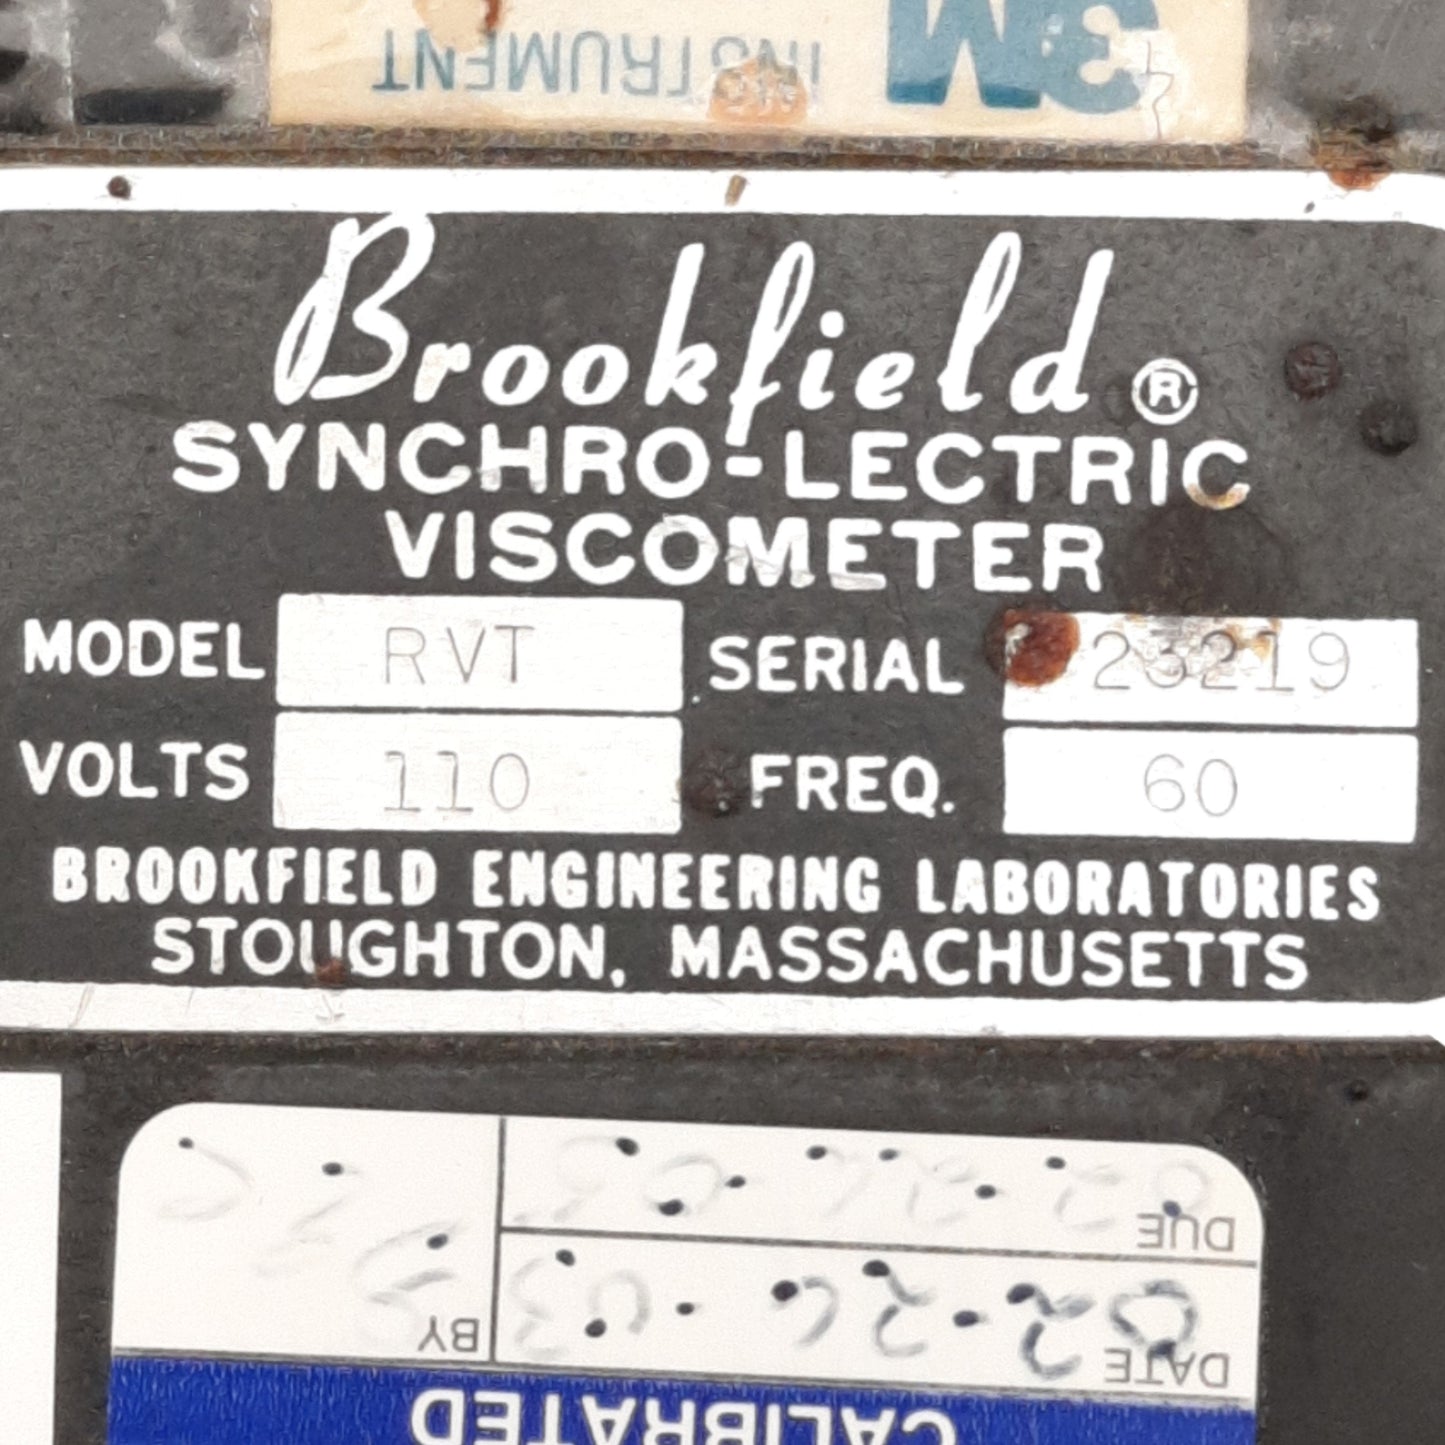 3M INSTRUMENT
Brookfield ®
SYNCHRO-LECTRIC
VISCOMETER
MODEL RVT SERIAL 23219
VOLTS 110 FREQ. 60
BROOKFIELD ENGINEERING LABORATORIES
STOUGHTON, MASSACHUSETTS
CALIBRATED
DATE 02-26-03 BY
DUE